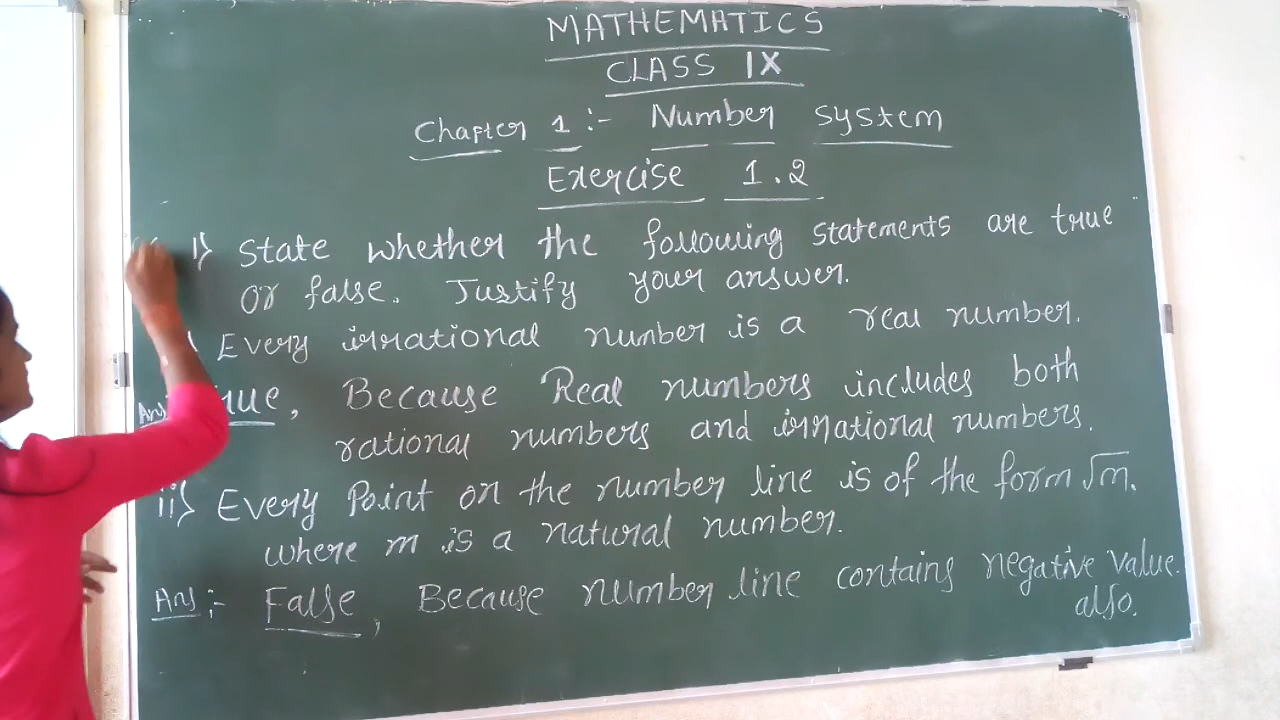 MATHEMATICS
CLASS IX
Chapter 1 :- Number system
Exercise 1.2
1) State whether the following statements are true
or false. Justify your answer.
Every irrational number is a real number.
Ans , Because Real numbers includes both
rational numbers and irrational numbers.
ii) Every Point on the number line is of the form √m.
where m is a natural number.
Ans :- False, Because number line contains negative value
also.